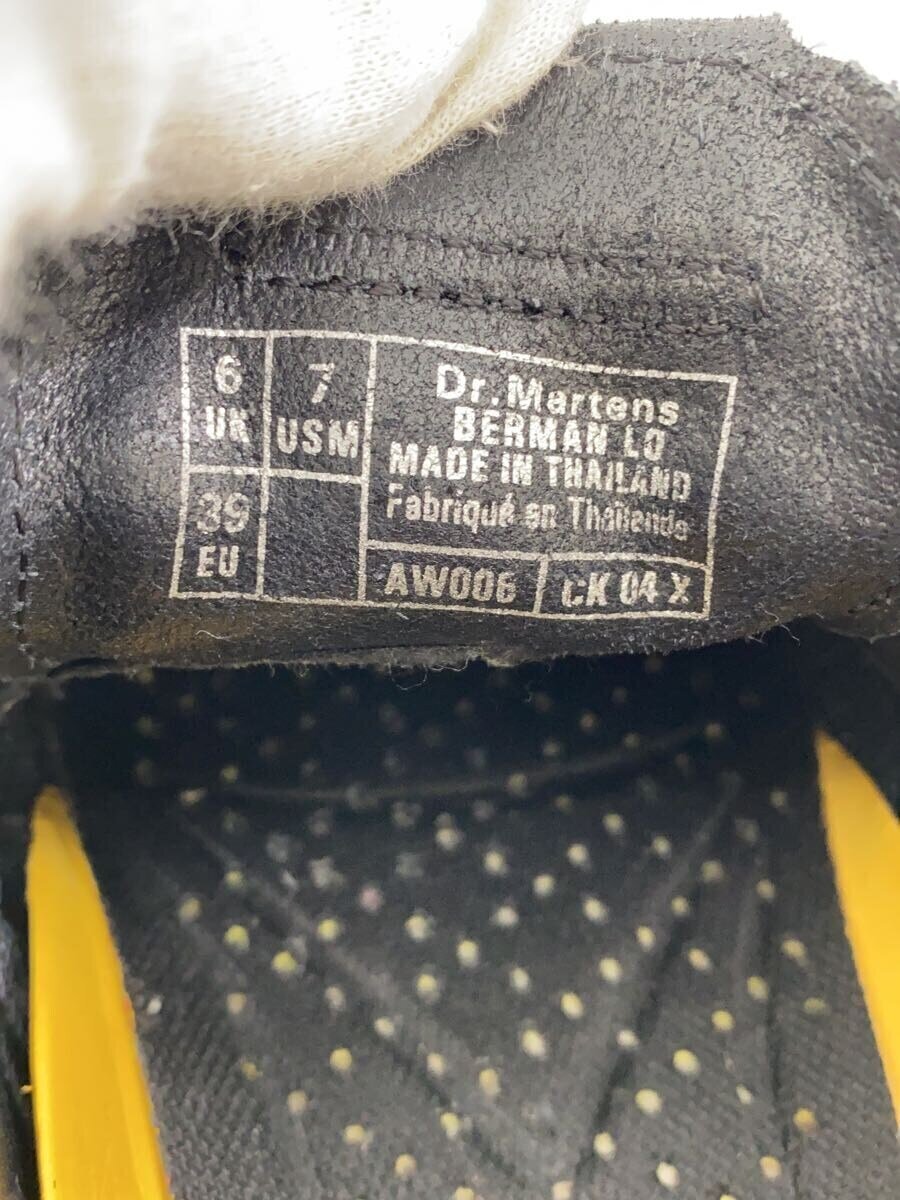 6 UK
7 USM
39 EU
Dr.Martens
BERMAN LO
MADE IN THAILAND
Fabriqué en Thaïlande
AW006
CK 04 X